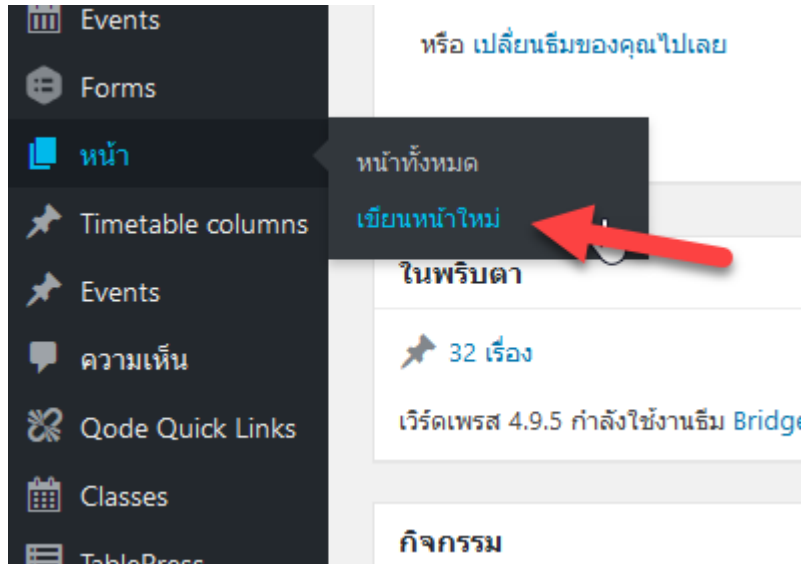 Events
Forms
หน้า
Timetable columns
Events
ความเห็น
Qode Quick Links
Classes
TablePress
หน้าทั้งหมด
เขียนหน้าใหม่
หรือ เปลี่ยนธีมของคุณไปเลย
ในพริบตา
32 เรื่อง
เวิร์ดเพรส 4.9.5 กำลังใช้งานธีม Bridge
กิจกรรม